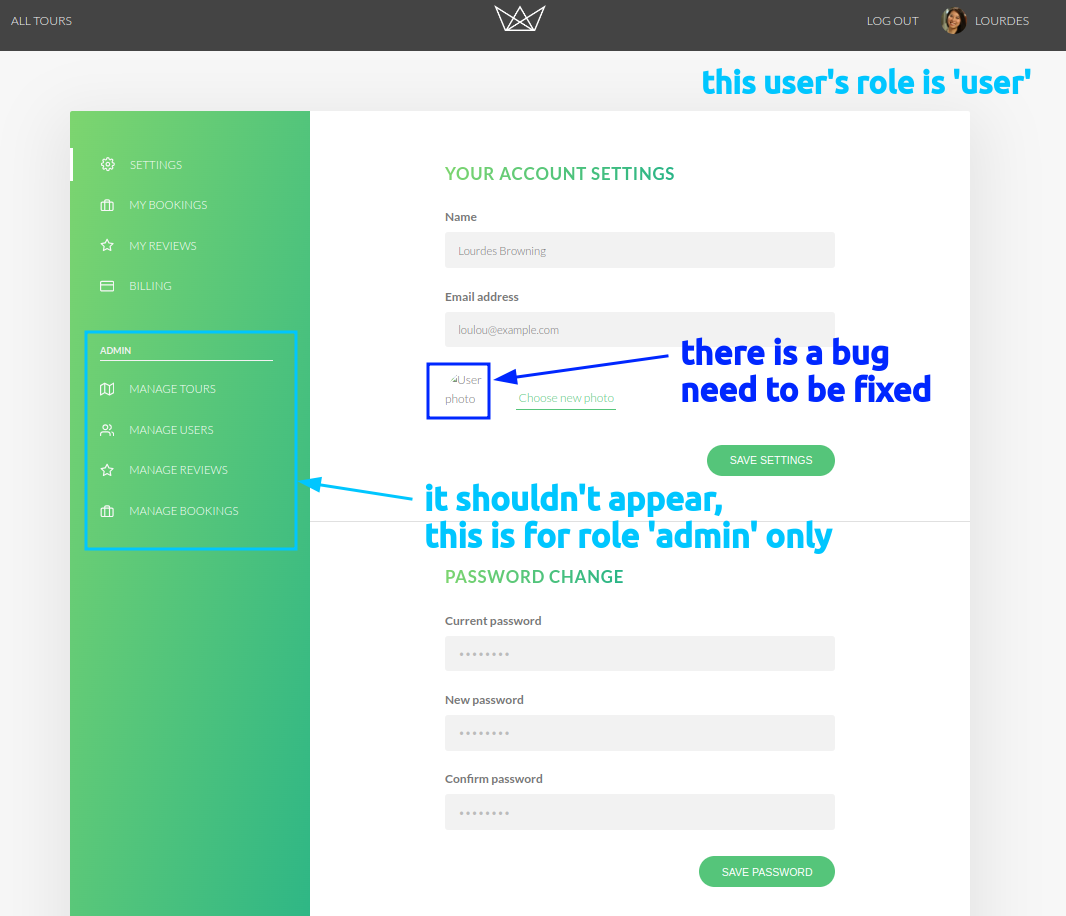 ALL TOURS
LOG OUT
LOURDES
this user's role is 'user'
SETTINGS
MY BOOKINGS
MY REVIEWS
BILLING
ADMIN
MANAGE TOURS
MANAGE USERS
MANAGE REVIEWS
MANAGE BOOKINGS
YOUR ACCOUNT SETTINGS
Name
Lourdes Browning
Email address
loulou@example.com
there is a bug
need to be fixed
User
photo
Choose new photo
SAVE SETTINGS
it shouldn't appear,
this is for role 'admin' only
PASSWORD CHANGE
Current password
••••••••
New password
••••••••
Confirm password
••••••••
SAVE PASSWORD